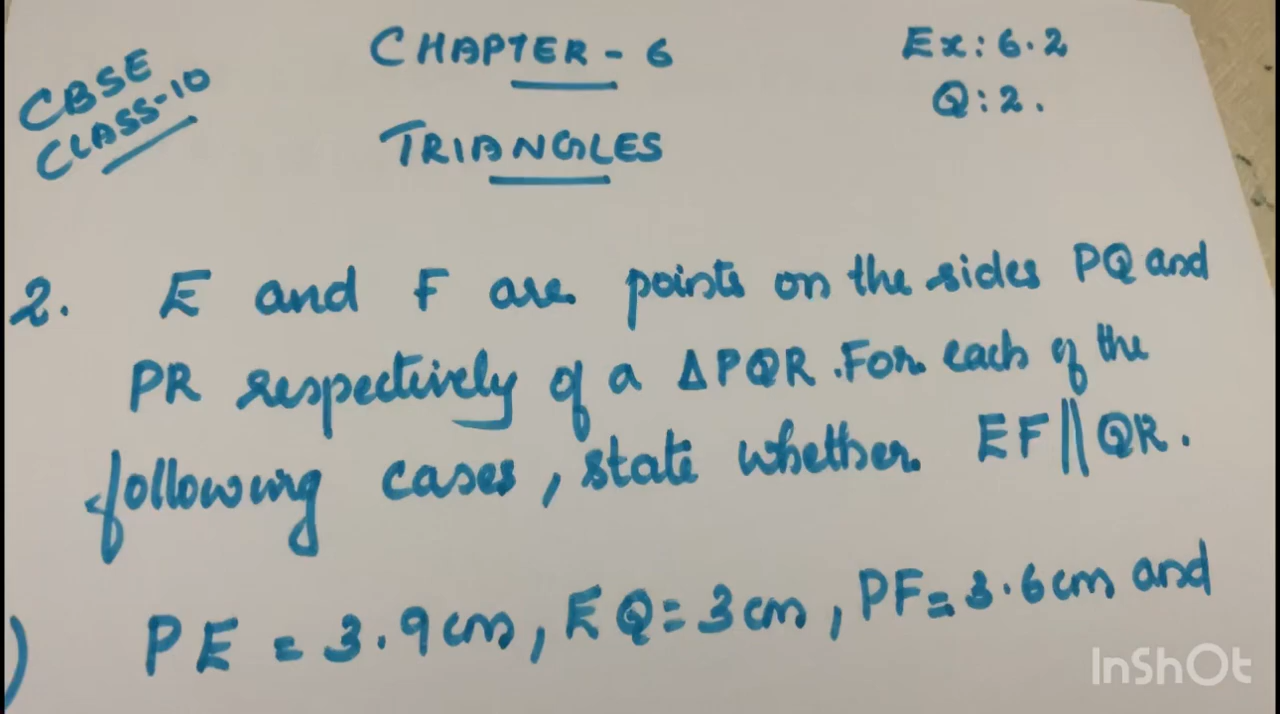 CBSE
CLASS-10
CHAPTER - 6
TRIANGLES
Ex: 6.2
Q: 2.
2. E and F are points on the sides PQ and
PR respectively of a ΔPQR. For each of the
following cases, state whether EF || QR.
) PE = 3.9 cm, EQ = 3 cm, PF = 3.6 cm and
InShOt